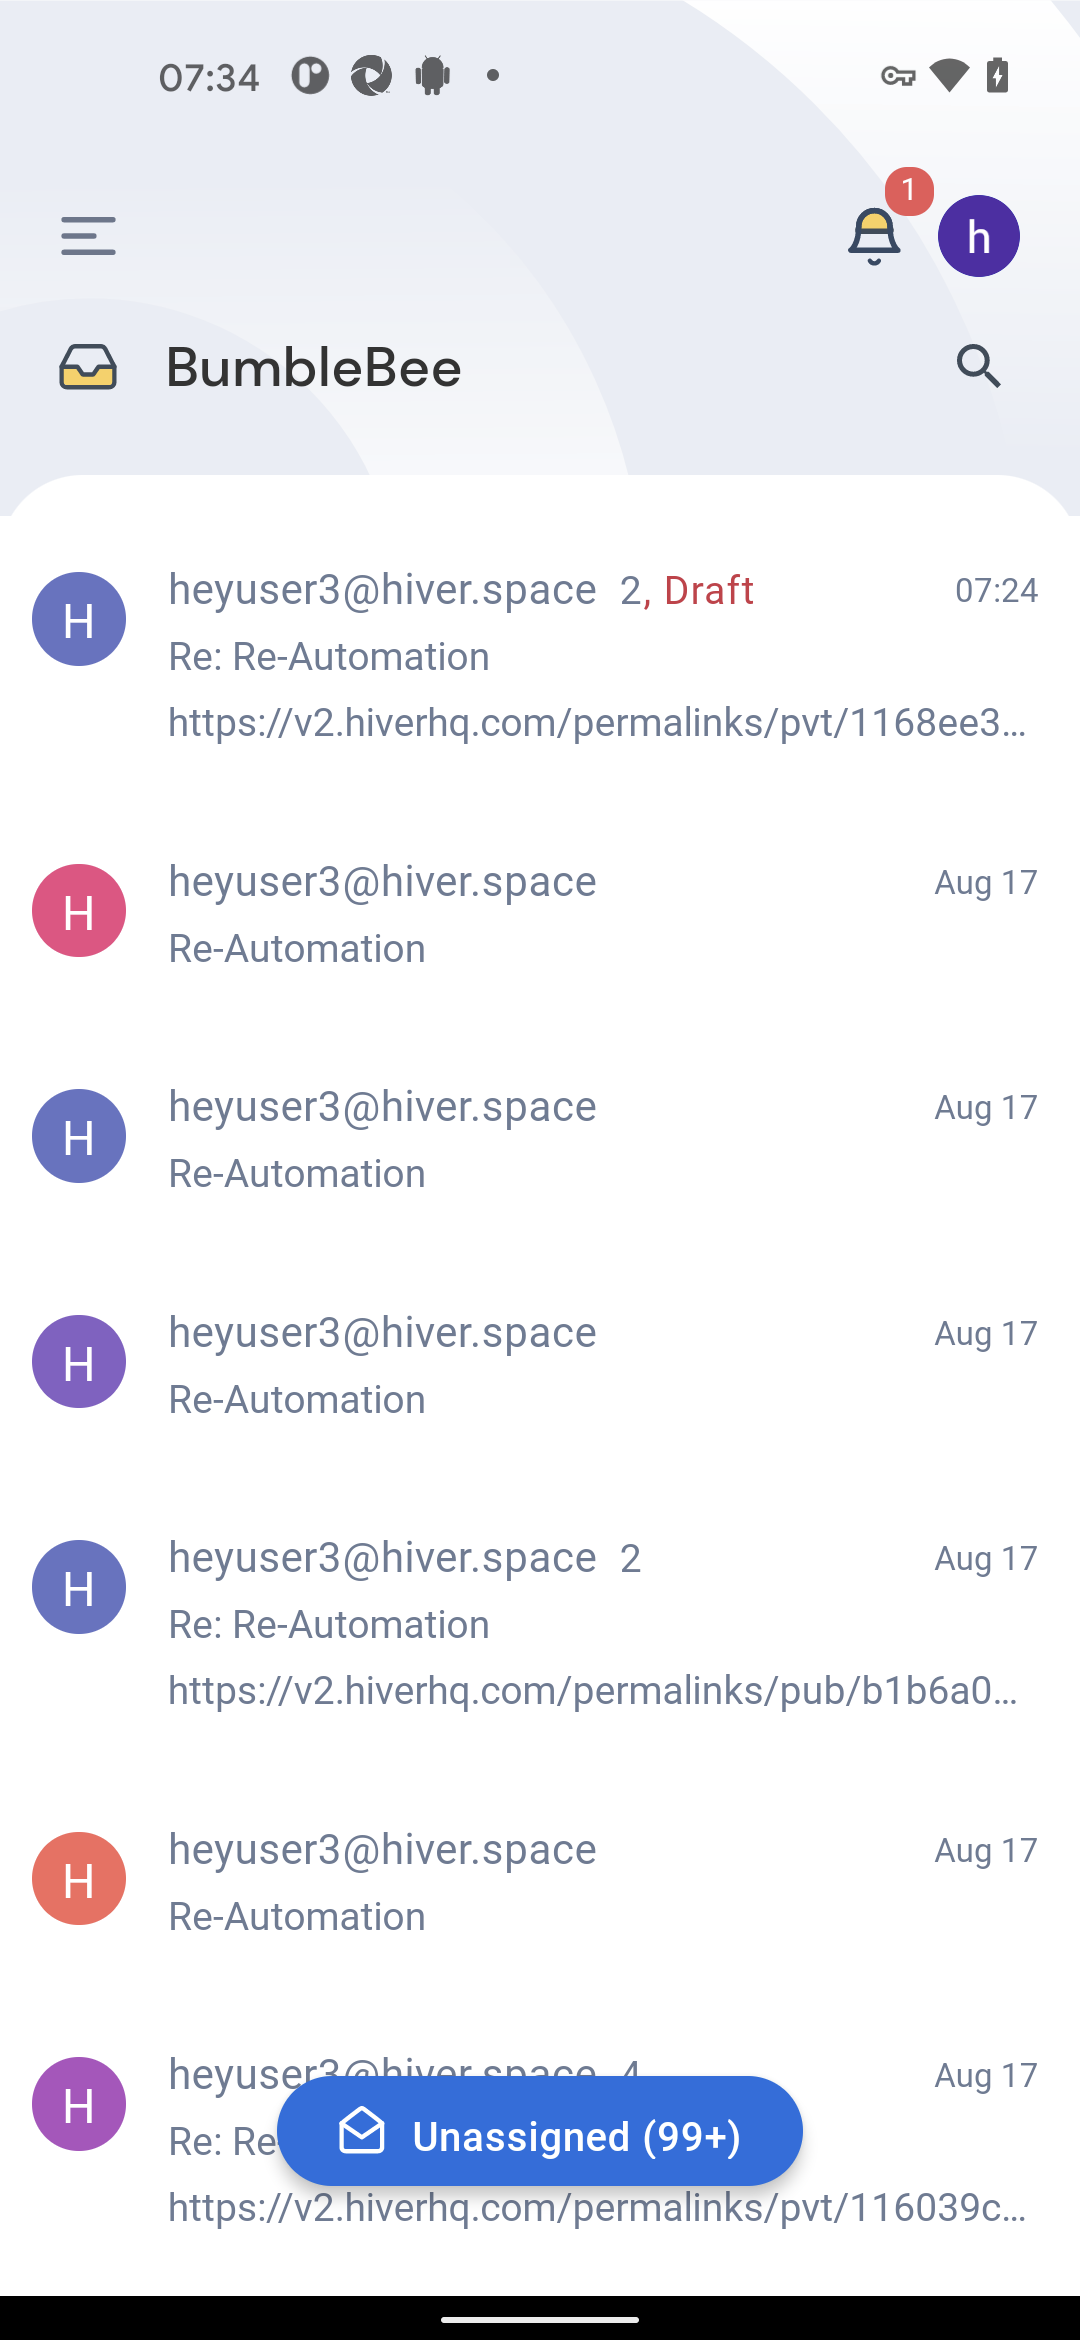 07:34
1
h
BumbleBee
H heyuser3@hiver.space 2, Draft 07:24
Re: Re-Automation
https://v2.hiverhq.com/permalinks/pvt/1168ee3...
H heyuser3@hiver.space Aug 17
Re-Automation
H heyuser3@hiver.space Aug 17
Re-Automation
H heyuser3@hiver.space Aug 17
Re-Automation
H heyuser3@hiver.space 2 Aug 17
Re: Re-Automation
https://v2.hiverhq.com/permalinks/pub/b1b6a0...
H heyuser3@hiver.space Aug 17
Re-Automation
H heyuser3@hiver.space 4 Aug 17
Re: Re-
Unassigned (99+)
https://v2.hiverhq.com/permalinks/pvt/116039c...